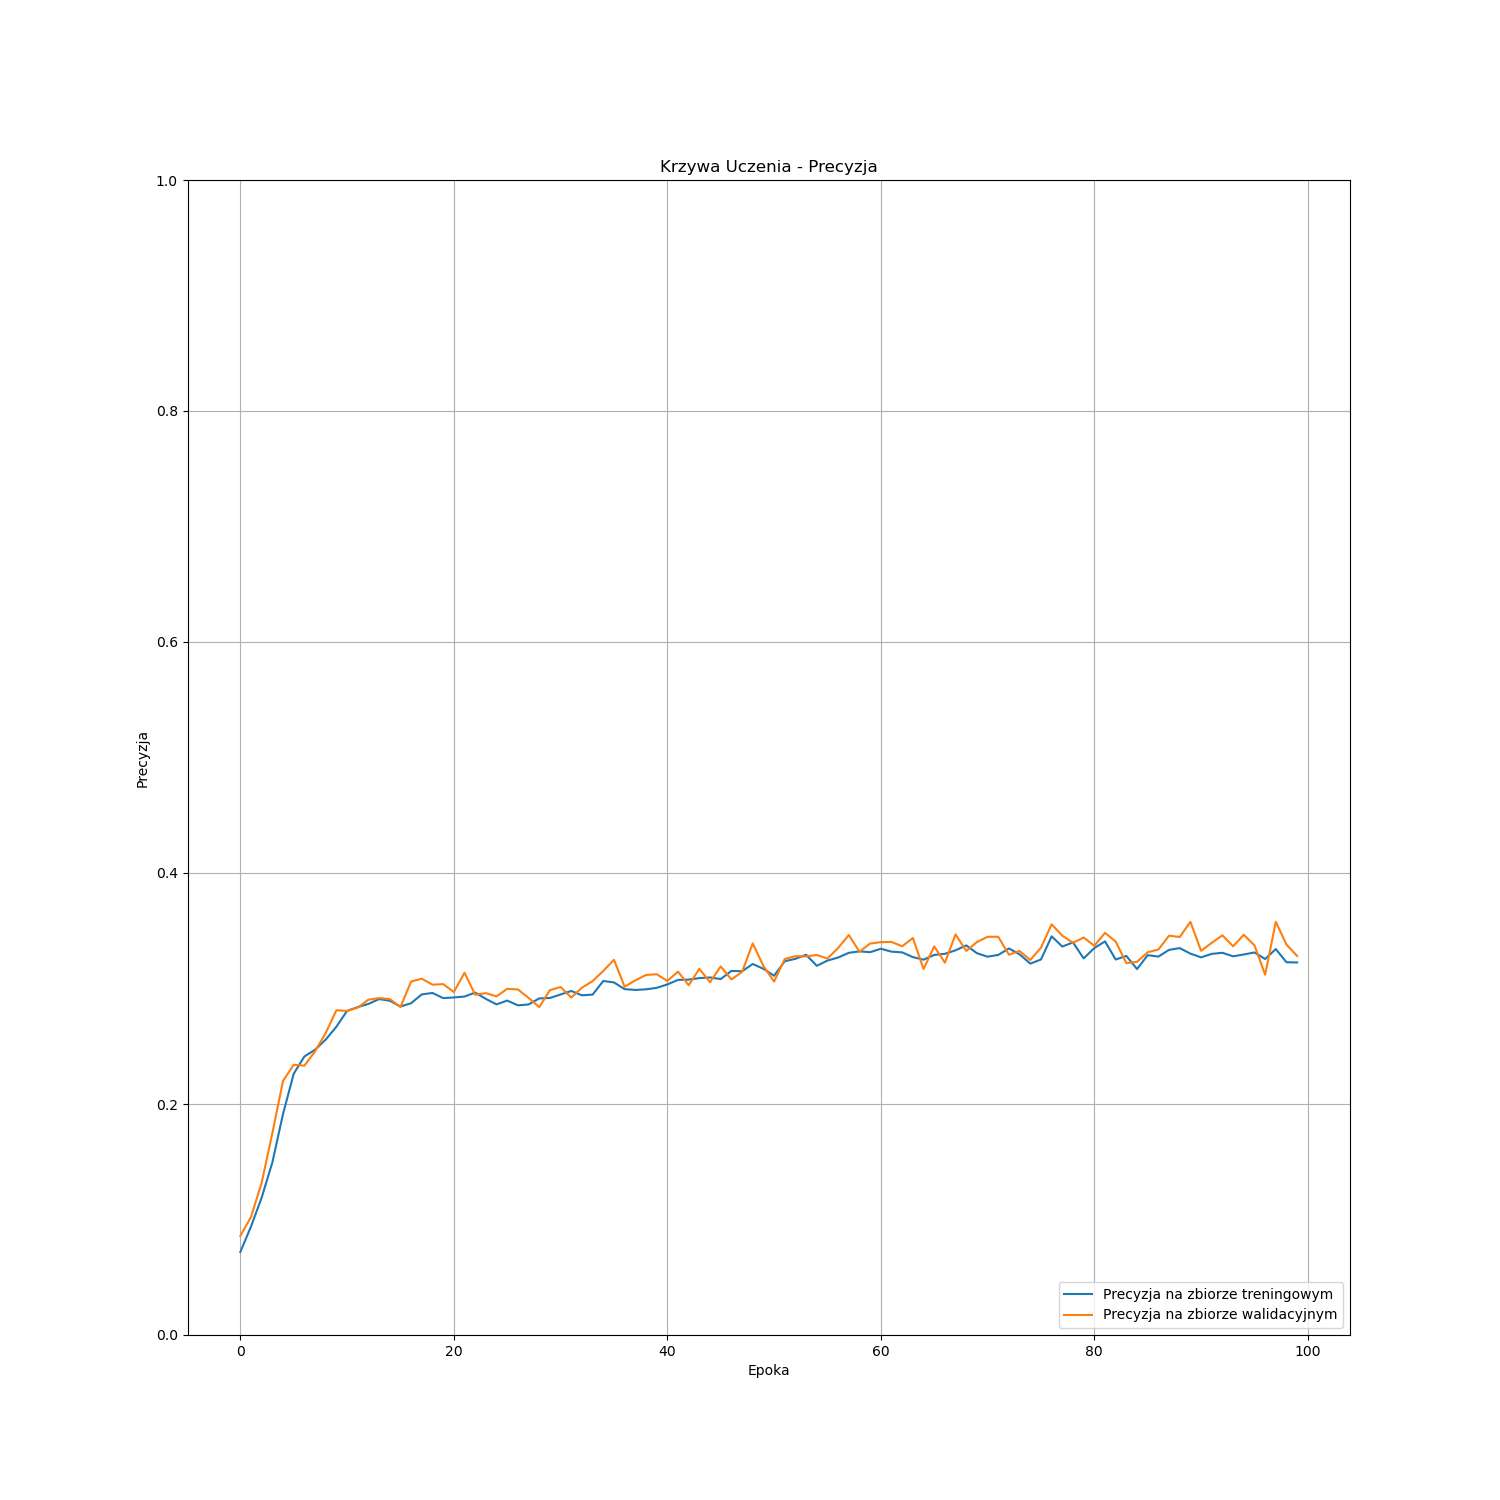 Krzywa Uczenia - Precyzja
1.0
0.8
0.6
0.4
0.2
0.0
Precyzja
0 20 40 60 80 100
Epoka
Precyzja na zbiorze treningowym
Precyzja na zbiorze walidacyjnym